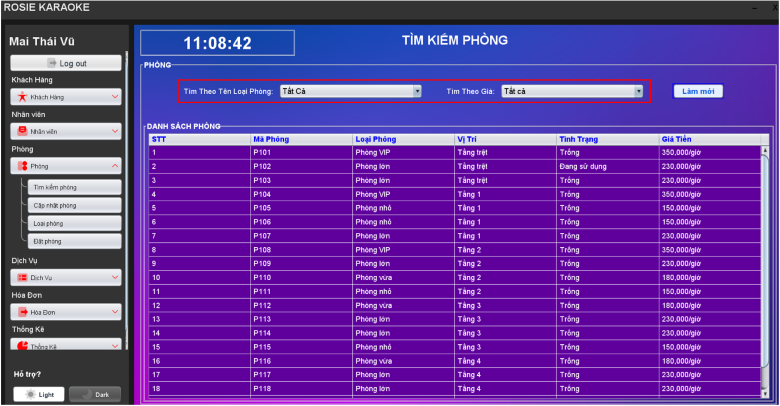 ROSIE KARAOKE
Mai Thái Vũ
Log out
Khách Hàng
Khách Hàng
Nhân viên
Nhân viên
Phòng
Phòng
Tìm kiếm phòng
Cập nhật phòng
Loại phòng
Đặt phòng
Dịch Vụ
Dịch Vụ
Hóa Đơn
Hóa Đơn
Thống Kê
Thống Kê
Hỗ trợ?
Light Dark
11:08:42 TÌM KIẾM PHÒNG
PHÒNG
Tìm Theo Tên Loại Phòng: Tất Cả Tìm Theo Giá: Tất cả Làm mới
DANH SÁCH PHÒNG
STT Mã Phòng Loại Phòng Vị Trí Tình Trạng Giá Tiền
1 P101 Phòng VIP Tầng trệt Trống 350,000/giờ
2 P102 Phòng lớn Tầng trệt Đang sử dụng 230,000/giờ
3 P103 Phòng lớn Tầng trệt Trống 230,000/giờ
4 P104 Phòng VIP Tầng 1 Trống 350,000/giờ
5 P105 Phòng nhỏ Tầng 1 Trống 150,000/giờ
6 P106 Phòng nhỏ Tầng 1 Trống 150,000/giờ
7 P107 Phòng lớn Tầng 1 Trống 230,000/giờ
8 P108 Phòng VIP Tầng 2 Trống 350,000/giờ
9 P109 Phòng lớn Tầng 2 Trống 230,000/giờ
10 P110 Phòng vừa Tầng 2 Trống 180,000/giờ
11 P111 Phòng nhỏ Tầng 2 Trống 150,000/giờ
12 P112 Phòng vừa Tầng 3 Trống 180,000/giờ
13 P113 Phòng lớn Tầng 3 Trống 230,000/giờ
14 P114 Phòng lớn Tầng 3 Trống 230,000/giờ
15 P115 Phòng nhỏ Tầng 3 Trống 150,000/giờ
16 P116 Phòng vừa Tầng 4 Trống 180,000/giờ
17 P117 Phòng lớn Tầng 4 Trống 230,000/giờ
18 P118 Phòng lớn Tầng 4 Trống 230,000/giờ